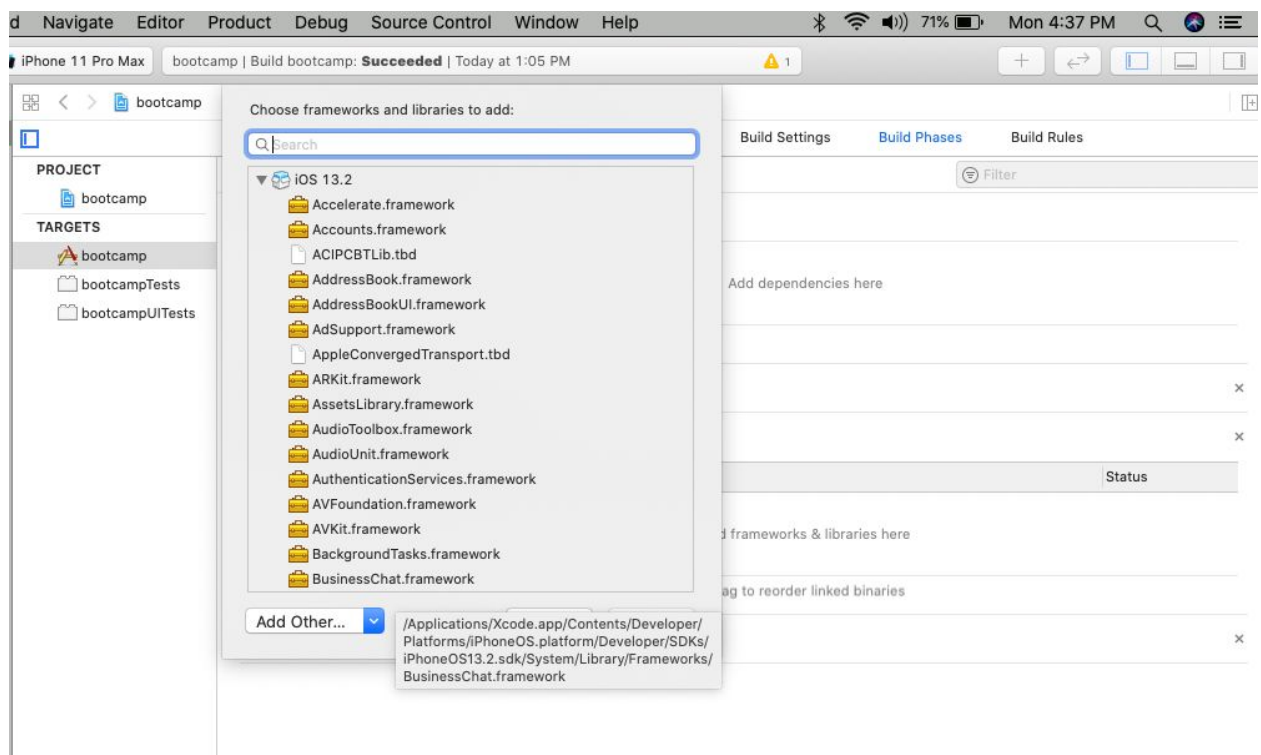 d Navigate Editor Product Debug Source Control Window Help 71% Mon 4:37 PM
iPhone 11 Pro Max bootcamp | Build bootcamp: Succeeded | Today at 1:05 PM 1
bootcamp
Choose frameworks and libraries to add:
Search
Build Settings Build Phases Build Rules
PROJECT
bootcamp
TARGETS
bootcamp
bootcampTests
bootcampUITests
Filter
iOS 13.2
Accelerate.framework
Accounts.framework
ACIPCBTLib.tbd
AddressBook.framework
AddressBookUI.framework
AdSupport.framework
AppleConvergedTransport.tbd
ARKit.framework
AssetsLibrary.framework
AudioToolbox.framework
AudioUnit.framework
AuthenticationServices.framework
AVFoundation.framework
AVKit.framework
BackgroundTasks.framework
BusinessChat.framework
Add Other...
/Applications/Xcode.app/Contents/Developer/
Platforms/iPhoneOS.platform/Developer/SDKs/
iPhoneOS13.2.sdk/System/Library/Frameworks/
BusinessChat.framework
Add dependencies here
Status
d frameworks & libraries here
ag to reorder linked binaries